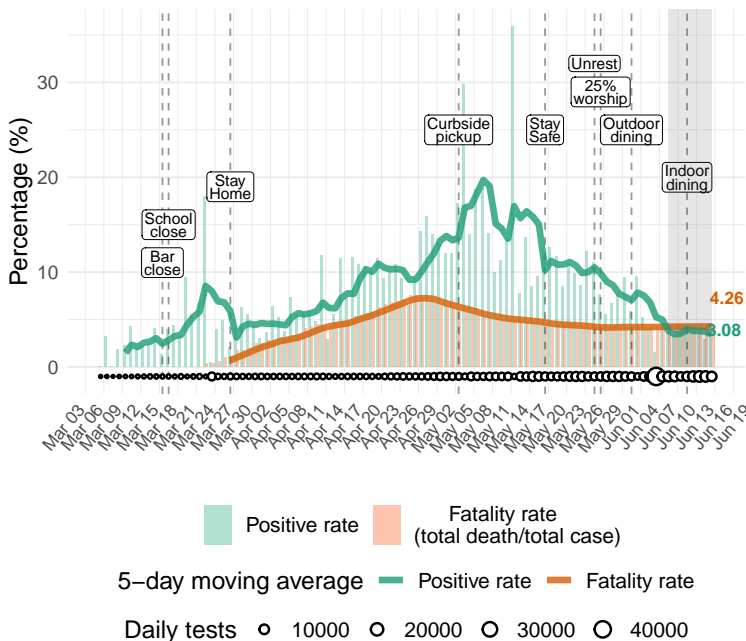 Percentage (%)
30
20
10
0
Unrest
25%
worship
Curbside
pickup
Stay
Safe
Outdoor
dining
Indoor
dining
Stay
Home
School
close
Bar
close
4.26
3.08
Mar 03
Mar 06
Mar 09
Mar 12
Mar 15
Mar 18
Mar 21
Mar 24
Mar 27
Mar 30
Apr 02
Apr 05
Apr 08
Apr 11
Apr 14
Apr 17
Apr 20
Apr 23
Apr 26
Apr 29
May 02
May 05
May 08
May 11
May 14
May 17
May 20
May 23
May 26
May 29
Jun 01
Jun 04
Jun 07
Jun 10
Jun 13
Jun 16
Jun 19
Positive rate
Fatality rate
(total death/total case)
5−day moving average Positive rate Fatality rate
Daily tests 10000 20000 30000 40000